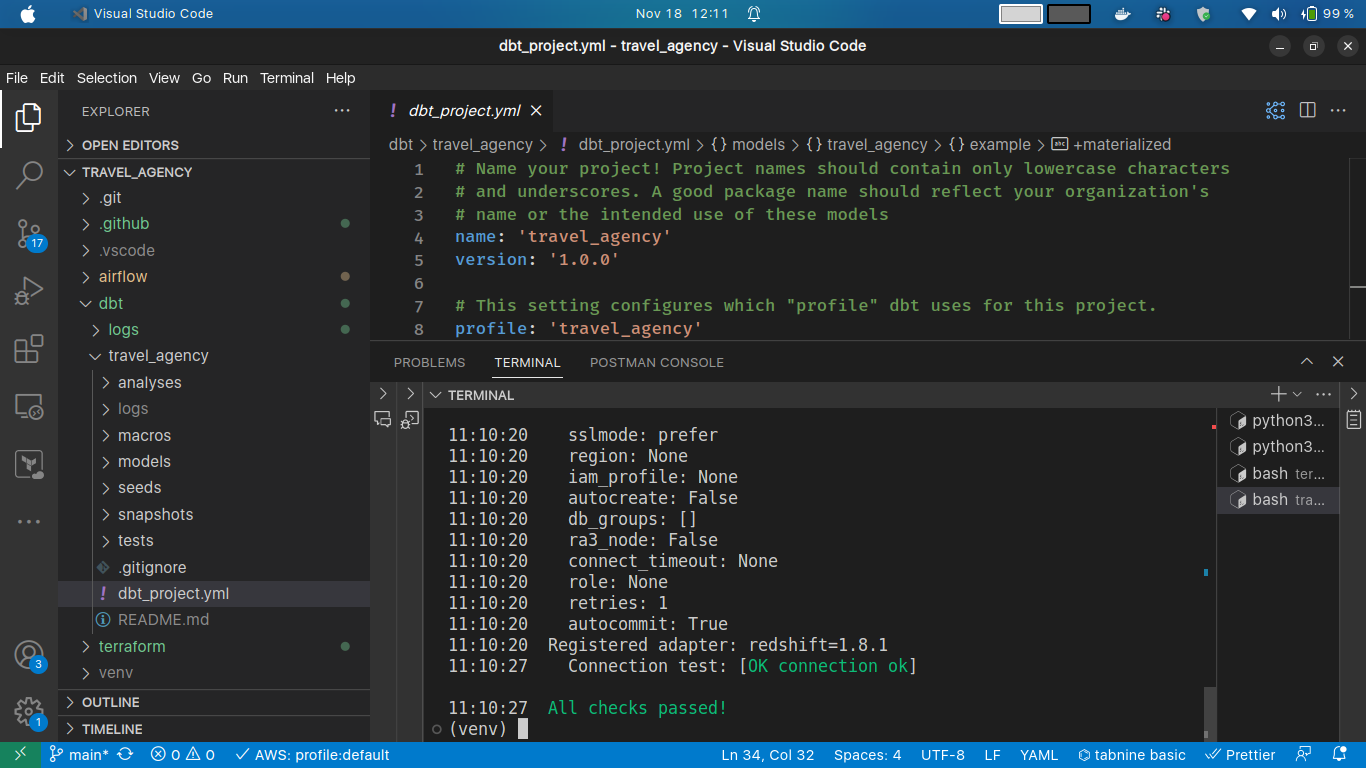 Visual Studio Code
Nov 18 12:11
99 %
dbt_project.yml - travel_agency - Visual Studio Code
File Edit Selection View Go Run Terminal Help
EXPLORER
OPEN EDITORS
TRAVEL_AGENCY
.git
.github
.vscode
airflow
dbt
logs
travel_agency
analyses
logs
macros
models
seeds
snapshots
tests
.gitignore
! dbt_project.yml
README.md
terraform
venv
OUTLINE
TIMELINE
17
3
1
! dbt_project.yml
dbt > travel_agency > ! dbt_project.yml > {} models > {} travel_agency > {} example > abc +materialized
1 # Name your project! Project names should contain only lowercase characters
2 # and underscores. A good package name should reflect your organization's
3 # name or the intended use of these models
4 name: 'travel_agency'
5 version: '1.0.0'
6
7 # This setting configures which "profile" dbt uses for this project.
8 profile: 'travel_agency'
PROBLEMS TERMINAL POSTMAN CONSOLE
TERMINAL
11:10:20 sslmode: prefer
11:10:20 region: None
11:10:20 iam_profile: None
11:10:20 autocreate: False
11:10:20 db_groups: []
11:10:20 ra3_node: False
11:10:20 connect_timeout: None
11:10:20 role: None
11:10:20 retries: 1
11:10:20 autocommit: True
11:10:20 Registered adapter: redshift=1.8.1
11:10:27 Connection test: [OK connection ok]
11:10:27 All checks passed!
(venv)
python3...
python3...
bash ter...
bash tra...
main* 0 0 AWS: profile:default Ln 34, Col 32 Spaces: 4 UTF-8 LF YAML tabnine basic Prettier